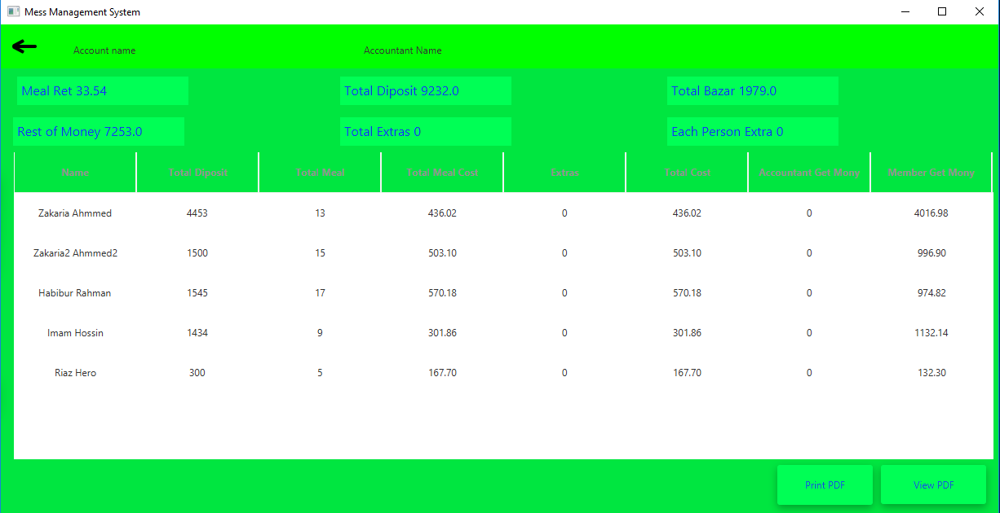 Mess Management System
Account name Accountant Name
Meal Ret 33.54 Total Diposit 9232.0 Total Bazar 1979.0
Rest of Money 7253.0 Total Extras 0 Each Person Extra 0
Name Total Diposit Total Meal Total Meal Cost Extras Total Cost Accountant Get Mony Member Get Mony
Zakaria Ahmmed 4453 13 436.02 0 436.02 0 4016.98
Zakaria2 Ahmmed2 1500 15 503.10 0 503.10 0 996.90
Habibur Rahman 1545 17 570.18 0 570.18 0 974.82
Imam Hossin 1434 9 301.86 0 301.86 0 1132.14
Riaz Hero 300 5 167.70 0 167.70 0 132.30
Print PDF View PDF